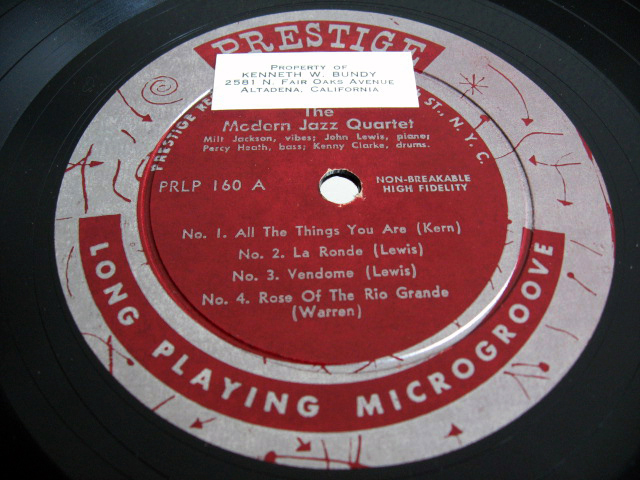 PRESTIGE
PROPERTY OF
KENNETH W. BUNDY
2581 N. FAIR OAKS AVENUE
ALTADENA, CALIFORNIA
PRESTIGE RE
ST., N. Y. C.
The
Modern Jazz Quartet
Milt Jackson, vibes; John Lewis, piano;
Percy Heath, bass; Kenny Clarke, drums.
PRLP 160 A
NON-BREAKABLE
HIGH FIDELITY
No. 1. All The Things You Are (Kern)
No. 2. La Ronde (Lewis)
No. 3. Vendome (Lewis)
No. 4. Rose Of The Rio Grande
(Warren)
LONG PLAYING MICROGROOVE